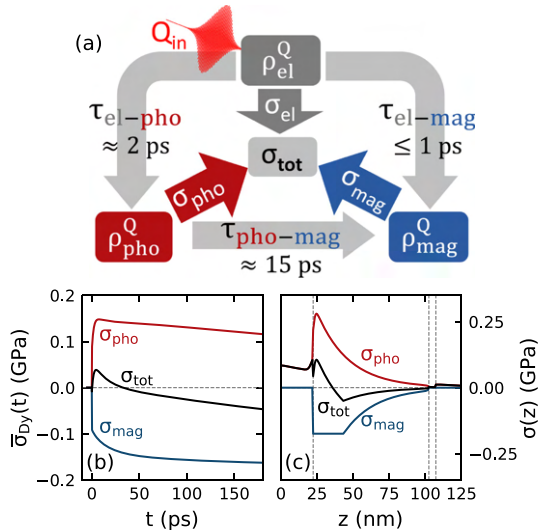 (a)
Q_in
ρ^Q_el
τ_el−pho
≈ 2 ps
σ_el
τ_el−mag
≤ 1 ps
σ_tot
σ_pho
σ_mag
ρ^Q_pho
τ_pho−mag
≈ 15 ps
ρ^Q_mag
0.2
0.1
0.0
−0.1
−0.2
σ̅_Dy(t) (GPa)
σ_pho
σ_tot
σ_mag
(b)
0
50
100
150
t (ps)
σ_pho
σ_tot
σ_mag
(c)
0
25
50
75
100
125
z (nm)
0.25
0.00
−0.25
σ(z) (GPa)